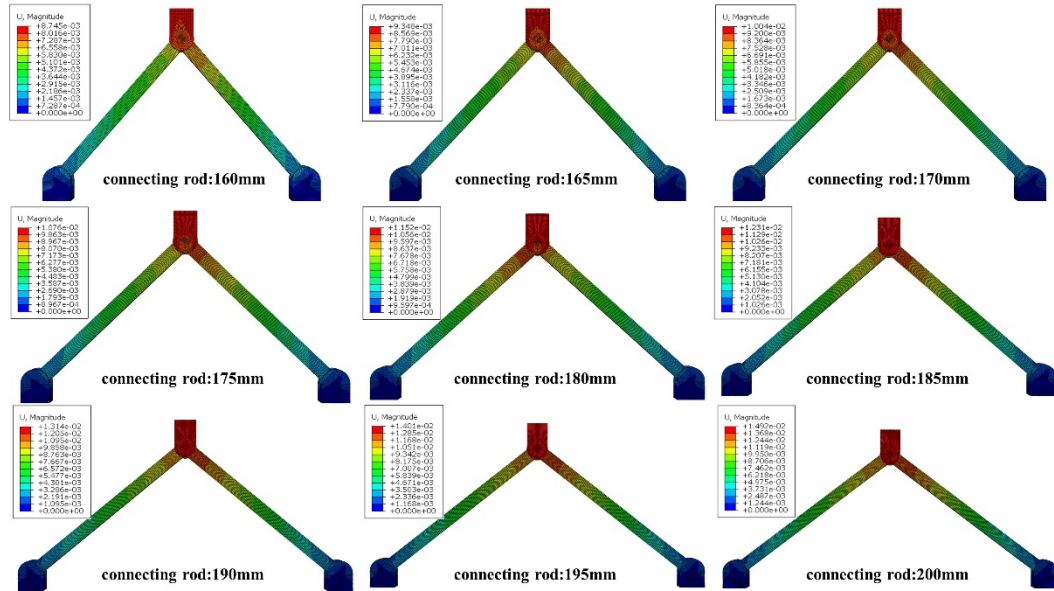 U, Magnitude
+8.745e-03
+8.016e-03
+7.287e-03
+6.558e-03
+5.830e-03
+5.101e-03
+4.372e-03
+3.644e-03
+2.915e-03
+2.186e-03
+1.457e-03
+7.287e-04
+0.000e+00
connecting rod:160mm
U, Magnitude
+9.348e-03
+8.569e-03
+7.790e-03
+7.011e-03
+6.232e-03
+5.453e-03
+4.674e-03
+3.895e-03
+3.116e-03
+2.337e-03
+1.558e-03
+7.790e-04
+0.000e+00
connecting rod:165mm
U, Magnitude
+1.004e-02
+9.200e-03
+8.364e-03
+7.528e-03
+6.691e-03
+5.855e-03
+5.018e-03
+4.182e-03
+3.346e-03
+2.509e-03
+1.673e-03
+8.364e-04
+0.000e+00
connecting rod:170mm
U, Magnitude
+1.076e-02
+9.863e-03
+8.967e-03
+8.070e-03
+7.173e-03
+6.277e-03
+5.380e-03
+4.483e-03
+3.587e-03
+2.690e-03
+1.793e-03
+8.967e-04
+0.000e+00
connecting rod:175mm
U, Magnitude
+1.152e-02
+1.056e-02
+9.597e-03
+8.637e-03
+7.678e-03
+6.718e-03
+5.758e-03
+4.799e-03
+3.839e-03
+2.879e-03
+1.919e-03
+9.597e-04
+0.000e+00
connecting rod:180mm
U, Magnitude
+1.231e-02
+1.129e-02
+1.026e-02
+9.233e-03
+8.207e-03
+7.181e-03
+6.155e-03
+5.130e-03
+4.104e-03
+3.078e-03
+2.052e-03
+1.026e-03
+0.000e+00
connecting rod:185mm
U, Magnitude
+1.314e-02
+1.205e-02
+1.095e-02
+9.858e-03
+8.763e-03
+7.667e-03
+6.572e-03
+5.477e-03
+4.381e-03
+3.286e-03
+2.191e-03
+1.095e-03
+0.000e+00
connecting rod:190mm
U, Magnitude
+1.401e-02
+1.285e-02
+1.168e-02
+1.051e-02
+9.342e-03
+8.175e-03
+7.007e-03
+5.839e-03
+4.671e-03
+3.503e-03
+2.336e-03
+1.168e-03
+0.000e+00
connecting rod:195mm
U, Magnitude
+1.492e-02
+1.368e-02
+1.244e-02
+1.119e-02
+9.950e-03
+8.706e-03
+7.462e-03
+6.218e-03
+4.975e-03
+3.731e-03
+2.487e-03
+1.244e-03
+0.000e+00
connecting rod:200mm